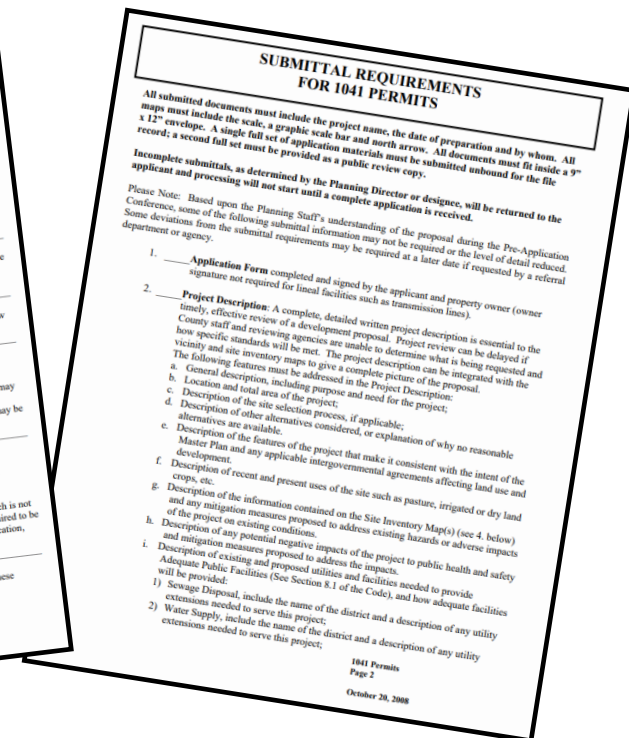 SUBMITTAL REQUIREMENTS
FOR 1041 PERMITS
All submitted documents must include the project name, the date of preparation and by whom. All
maps must include the scale, a graphic scale bar and north arrow. All documents must fit inside a 9”
x 12” envelope. A single full set of application materials must be submitted unbound for the file
record; a second full set must be provided as a public review copy.
Incomplete submittals, as determined by the Planning Director or designee, will be returned to the
applicant and processing will not start until a complete application is received.
Please Note: Based upon the Planning Staff's understanding of the proposal during the Pre-Application
Conference, some of the following submittal information may not be required or the level of detail reduced.
Some deviations from the submittal requirements may be required at a later date if requested by a referral
department or agency.
1. ____Application Form completed and signed by the applicant and property owner (owner
signature not required for lineal facilities such as transmission lines).
2. ____Project Description: A complete, detailed written project description is essential to the
timely, effective review of a development proposal. Project review can be delayed if
County staff and reviewing agencies are unable to determine what is being requested and
how specific standards will be met. The project description can be integrated with the
vicinity and site inventory maps to give a complete picture of the proposal.
The following features must be addressed in the Project Description:
a. General description, including purpose and need for the project;
b. Location and total area of the project;
c. Description of the site selection process, if applicable;
d. Description of other alternatives considered, or explanation of why no reasonable
alternatives are available.
e. Description of the features of the project that make it consistent with the intent of the
Master Plan and any applicable intergovernmental agreements affecting land use and
development.
f. Description of recent and present uses of the site such as pasture, irrigated or dry land
crops, etc.
g. Description of the information contained on the Site Inventory Map(s) (see 4. below)
and any mitigation measures proposed to address existing hazards or adverse impacts
of the project on existing conditions.
h. Description of any potential negative impacts of the project to public health and safety
and mitigation measures proposed to address the impacts.
i. Description of existing and proposed utilities and facilities needed to provide
Adequate Public Facilities (See Section 8.1 of the Code), and how adequate facilities
will be provided:
1) Sewage Disposal, include the name of the district and a description of any utility
extensions needed to serve this project;
2) Water Supply, include the name of the district and a description of any utility
extensions needed to serve this project;
1041 Permits
Page 2
October 20, 2008
may
ay be
h is not
ired to be
cation,